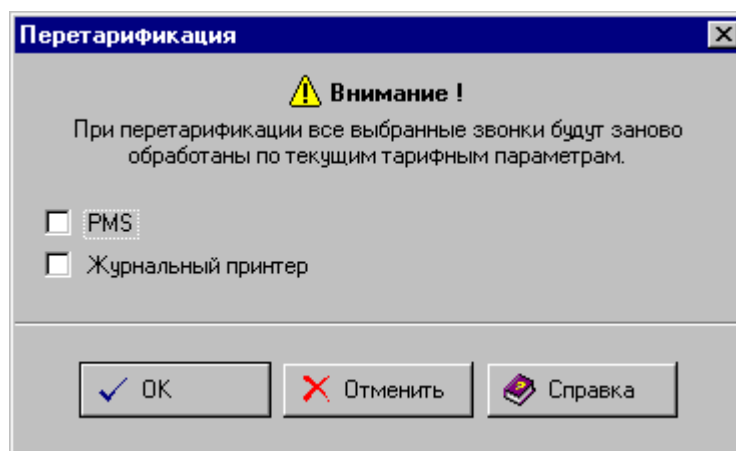 Перетарификация
Внимание !
При перетарификации все выбранные звонки будут заново
обработаны по текущим тарифным параметрам.
PMS
Журнальный принтер
OK
Отменить
Справка